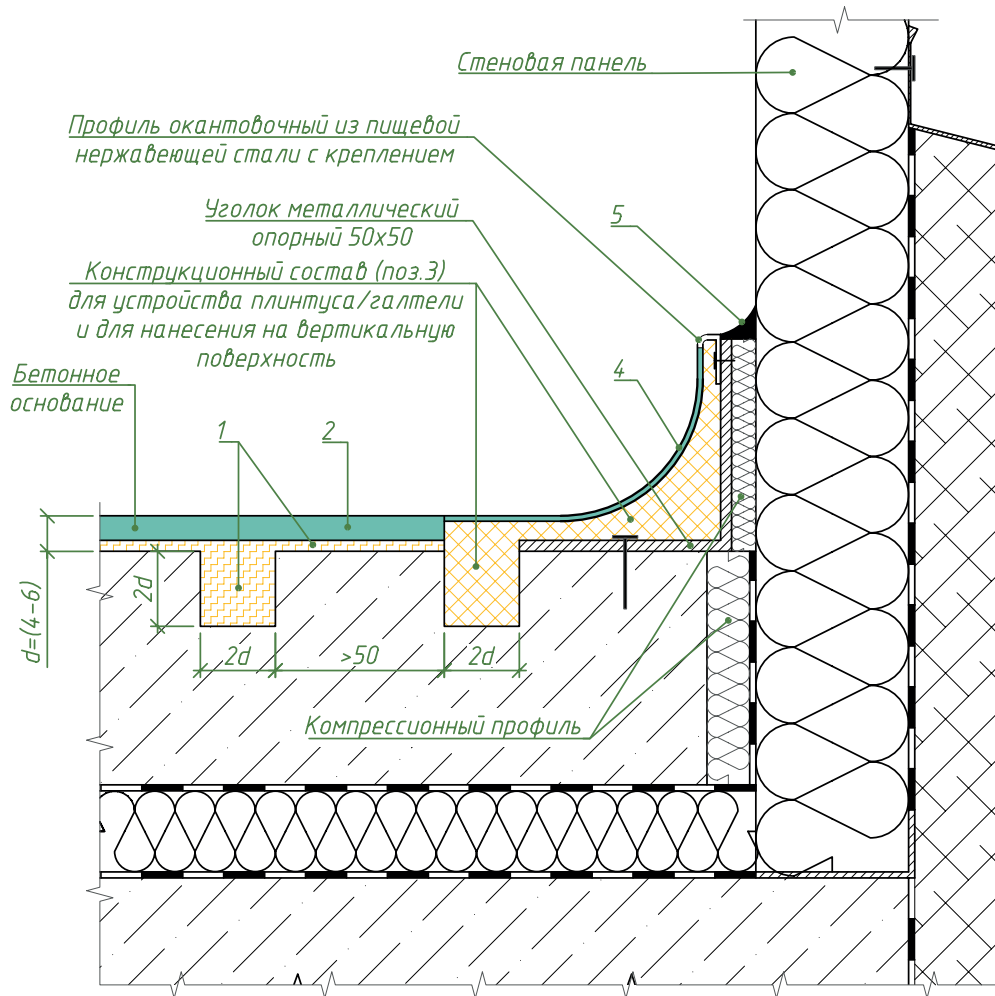 Стеновая панель
Профиль окантовочный из пищевой
нержавеющей стали с креплением
Уголок металлический
опорный 50х50
5
Конструкционный состав (поз.3)
для устройства плинтуса/галтели
и для нанесения на вертикальную
поверхность
4
Бетонное
основание
1
2
d=(4-6)
2d
2d
>50
2d
Компрессионный профиль